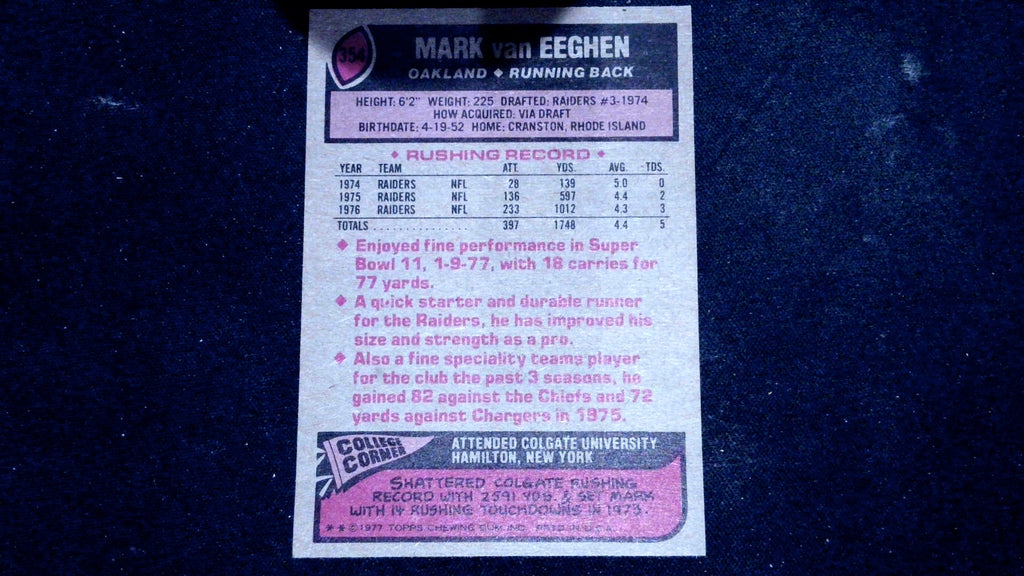 354
MARK van EEGHEN
OAKLAND ◆ RUNNING BACK
HEIGHT: 6'2" WEIGHT: 225 DRAFTED: RAIDERS #3-1974
HOW ACQUIRED: VIA DRAFT
BIRTHDATE: 4-19-52 HOME: CRANSTON, RHODE ISLAND
◆ RUSHING RECORD ◆
YEAR TEAM ATT. YDS. AVG. TDS.
1974 RAIDERS NFL 28 139 5.0 0
1975 RAIDERS NFL 136 597 4.4 2
1976 RAIDERS NFL 233 1012 4.3 3
TOTALS . . . . . . . . . . . . . . . 397 1748 4.4 5
◆ Enjoyed fine performance in Super
Bowl 11, 1-9-77, with 18 carries for
77 yards.
◆ A quick starter and durable runner
for the Raiders, he has improved his
size and strength as a pro.
◆ Also a fine speciality teams player
for the club the past 3 seasons, he
gained 82 against the Chiefs and 72
yards against Chargers in 1975.
COLLEGE
CORNER
ATTENDED COLGATE UNIVERSITY
HAMILTON, NEW YORK
SHATTERED COLGATE RUSHING
RECORD WITH 2591 YDS. & SET MARK
WITH 14 RUSHING TOUCHDOWNS IN 1973.
* * © 1977 TOPPS CHEWING GUM, INC. PRTD. IN U.S.A.